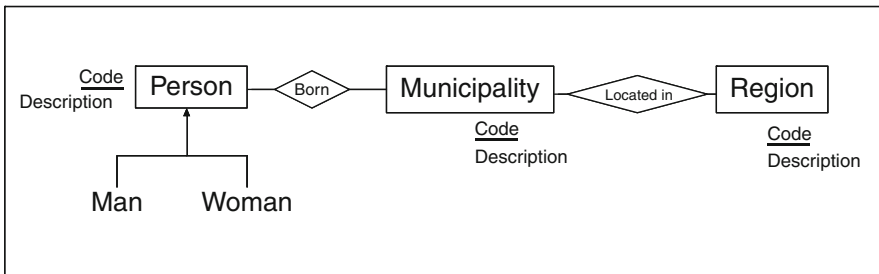 Code
Description
Person
Born
Municipality
Code
Description
Located in
Region
Code
Description
Man
Woman